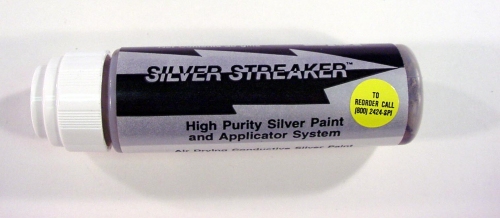 SILVER STREAKER™
High Purity Silver Paint
and Applicator System
Air Drying Conductive Silver Paint
TO
REORDER CALL
(800) 2424-SPI